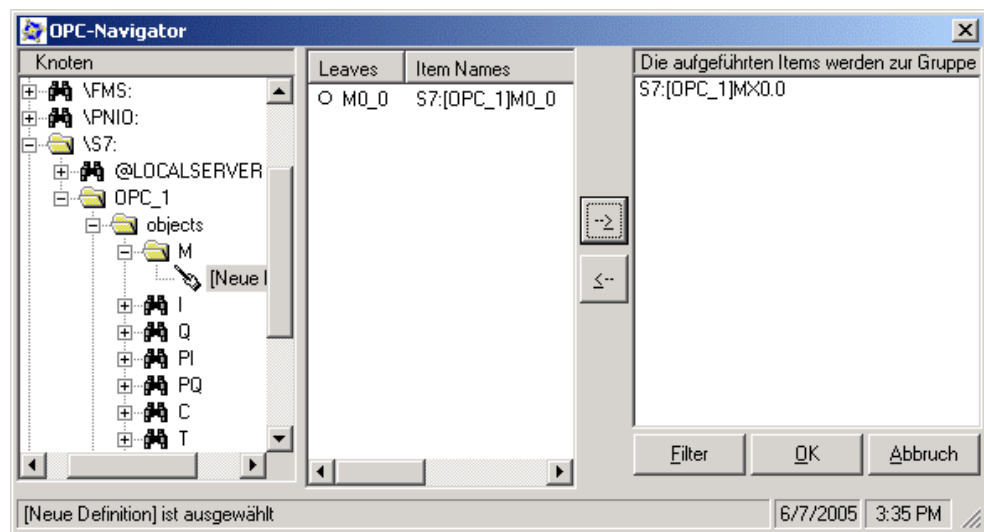 OPC-Navigator
Knoten
\FMS:
\PNIO:
\S7:
@LOCALSERVER
OPC_1
objects
M
[Neue
I
Q
PI
PQ
C
T
Leaves Item Names
M0_0 S7:[OPC_1]M0_0
-->
<--
Die aufgeführten Items werden zur Gruppe
S7:[OPC_1]MX0.0
Filter OK Abbruch
[Neue Definition] ist ausgewählt 6/7/2005 3:35 PM